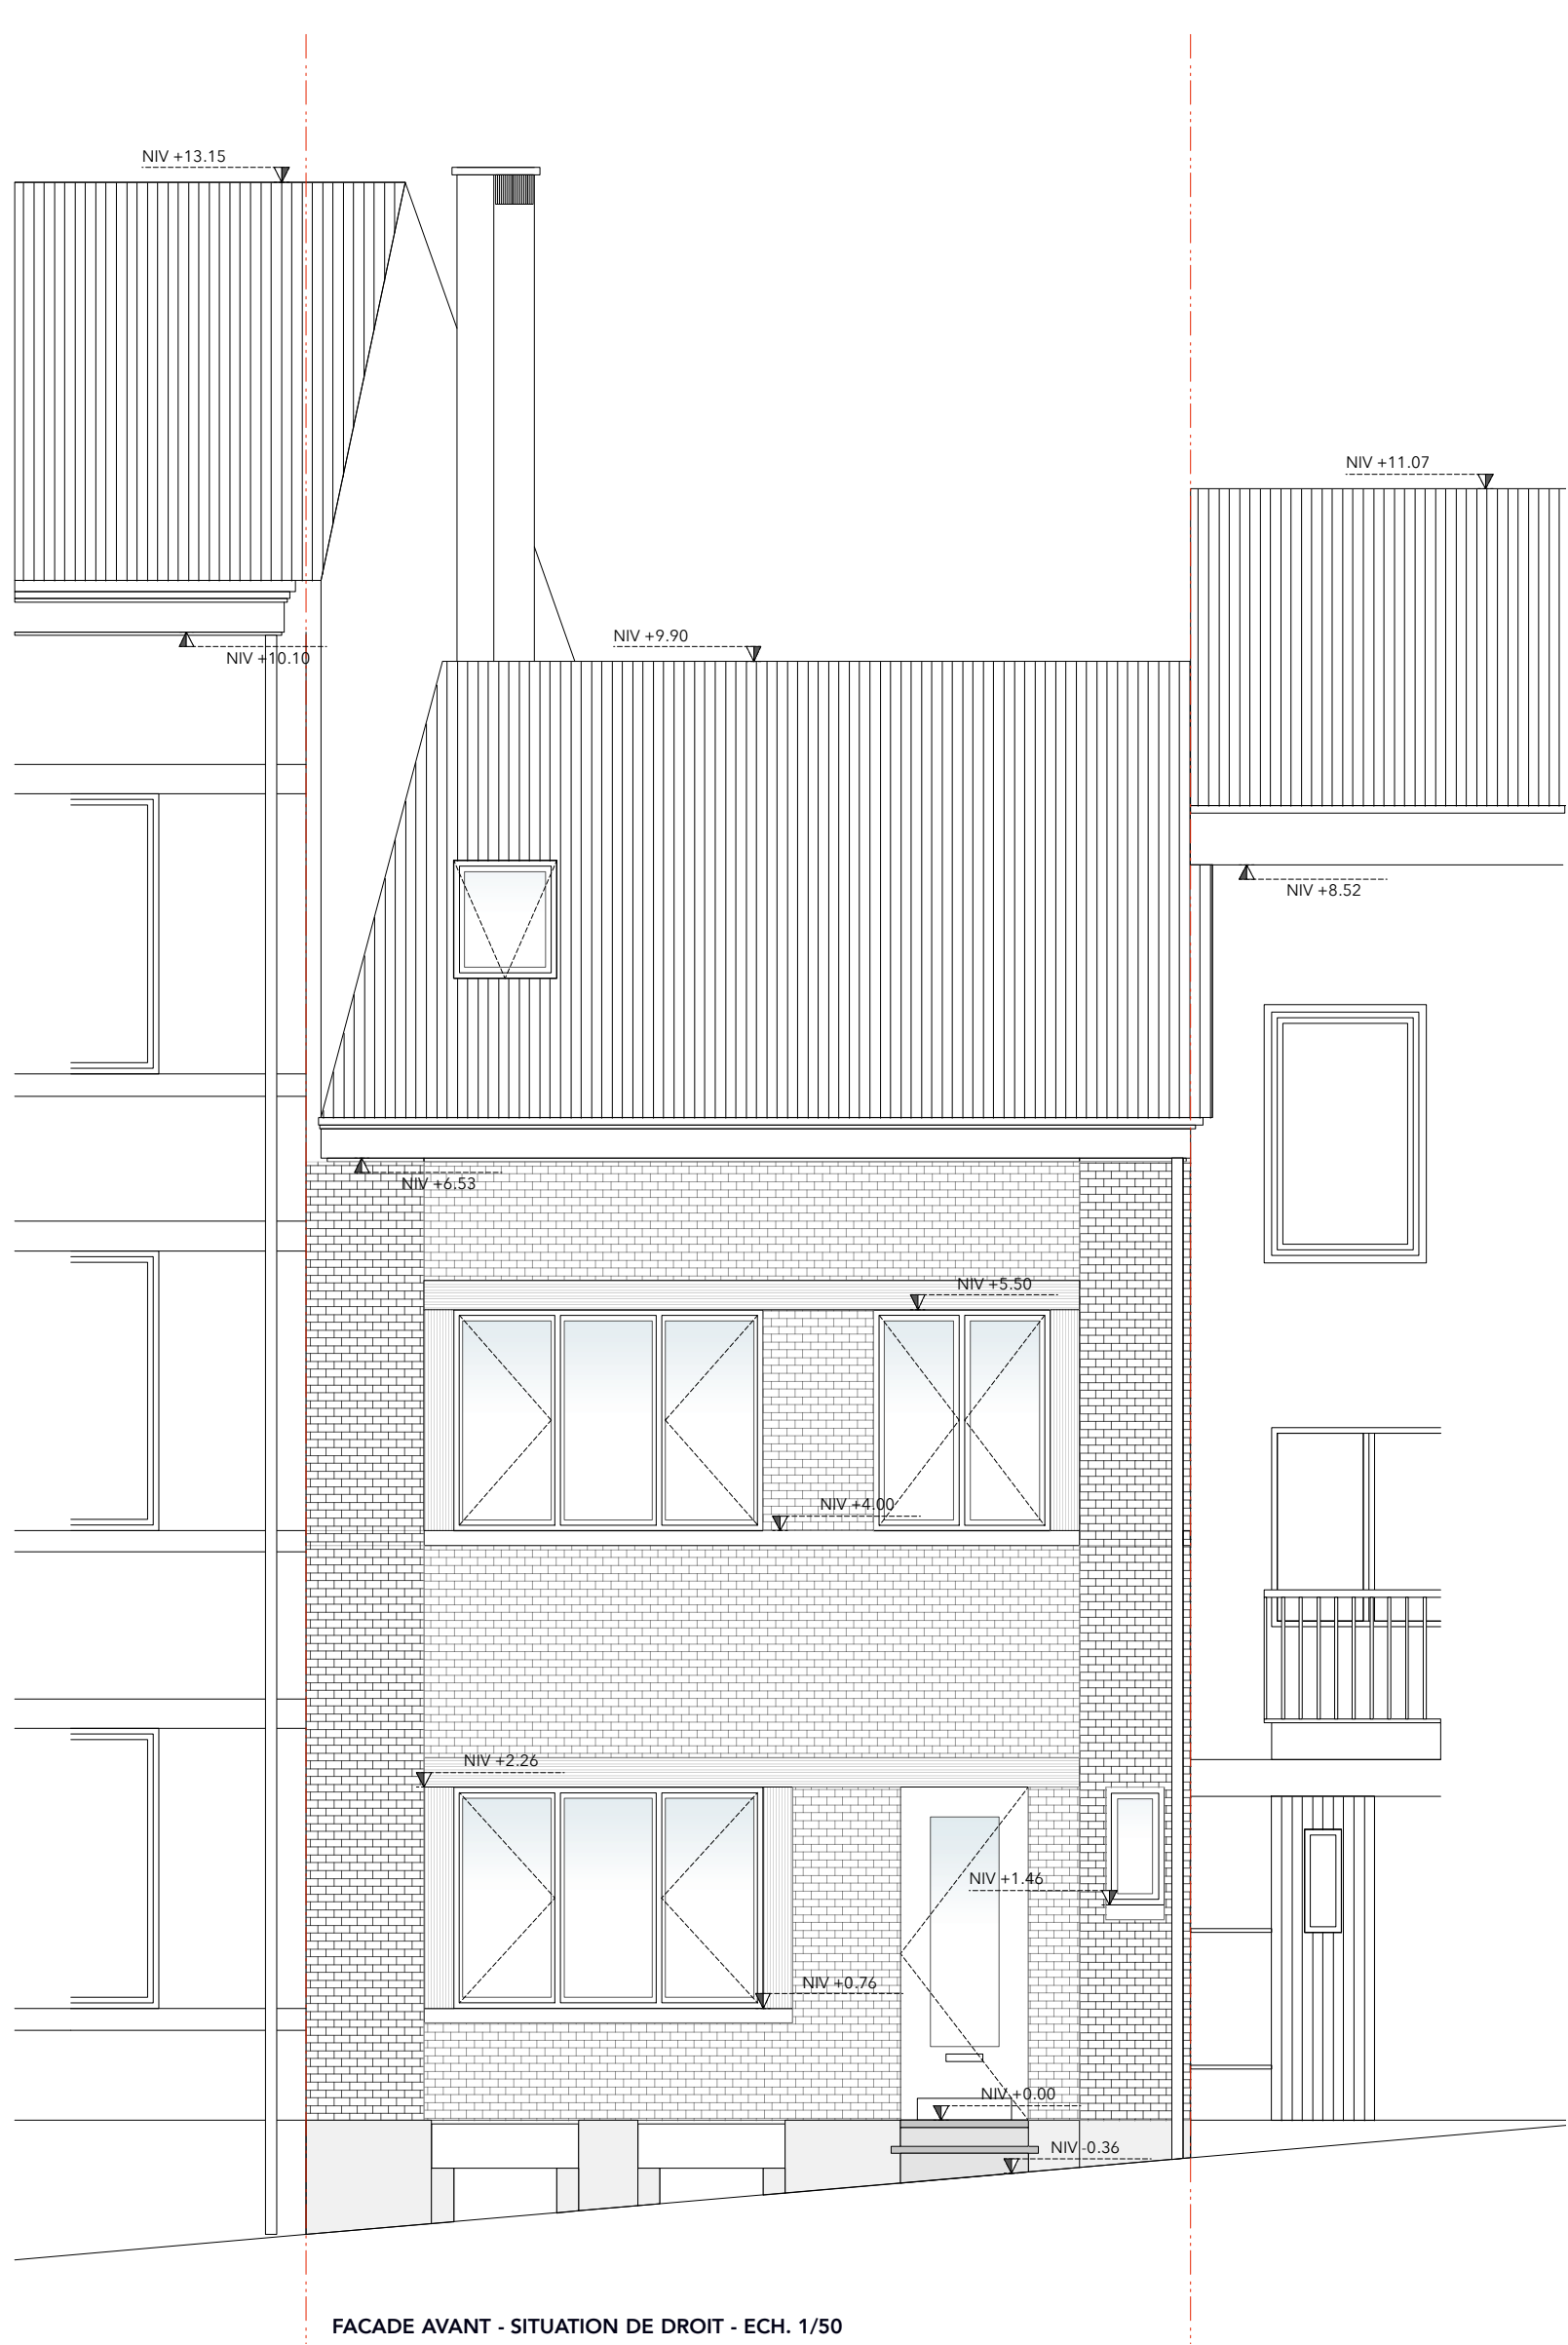 NIV +13.15
NIV +11.07
NIV +9.90
NIV +10.10
NIV +8.52
NIV +6.53
NIV +5.50
NIV +4.00
NIV +2.26
NIV +1.46
NIV +0.76
NIV +0.00
NIV -0.36
FACADE AVANT - SITUATION DE DROIT - ECH. 1/50